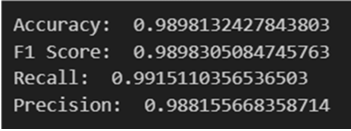 Accuracy:  0.9898132427843803
F1 Score:  0.9898305084745763
Recall:  0.9915110356536503
Precision:  0.988155668358714